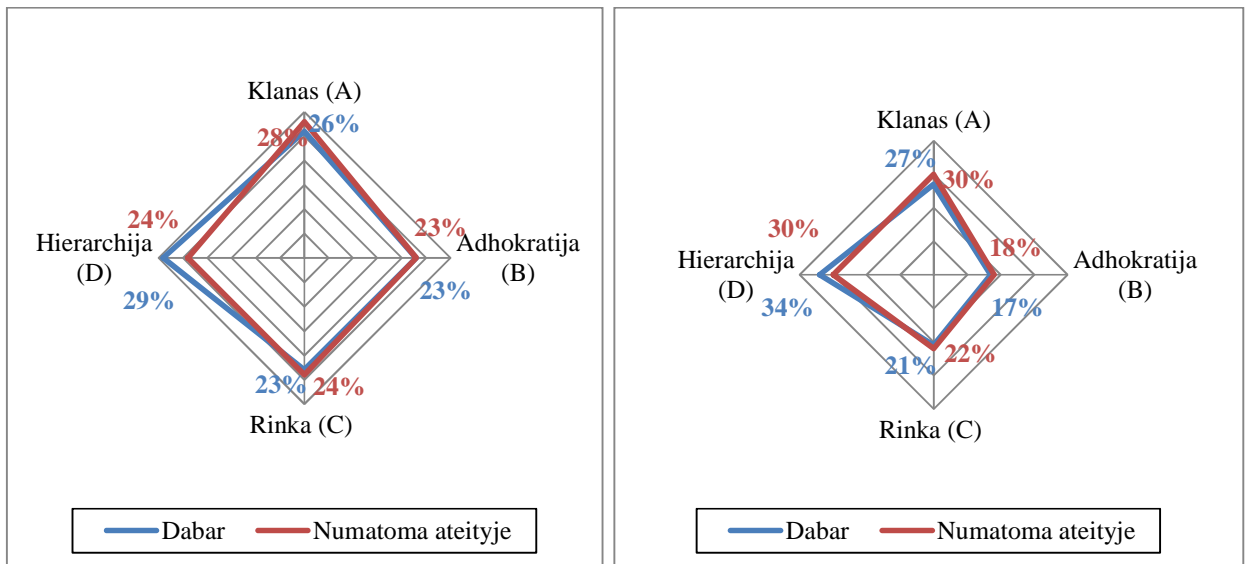 Klanas (A)
28%
26%
24%
23%
Hierarchija
(D)
Adhokratija
(B)
29%
23%
23%
24%
Rinka (C)
Dabar
Numatoma ateityje
Klanas (A)
27%
30%
30%
18%
Hierarchija
(D)
Adhokratija
(B)
34%
17%
21%
22%
Rinka (C)
Dabar
Numatoma ateityje